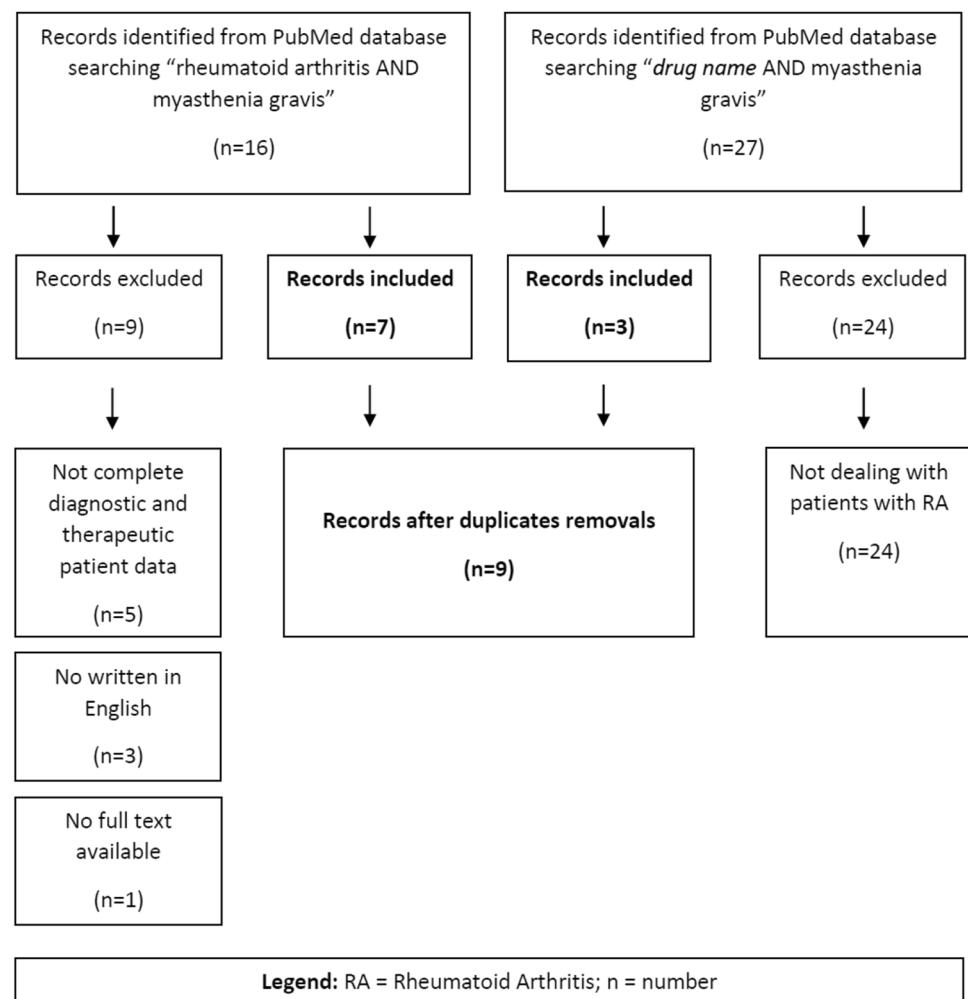 Records identified from PubMed database
searching “rheumatoid arthritis AND
myasthenia gravis”
(n=16)
Records identified from PubMed database
searching “drug name AND myasthenia
gravis”
(n=27)
Records excluded
(n=9)
Records included
(n=7)
Records included
(n=3)
Records excluded
(n=24)
Not complete
diagnostic and
therapeutic
patient data
(n=5)
Records after duplicates removals
(n=9)
Not dealing with
patients with RA
(n=24)
No written in
English
(n=3)
No full text
available
(n=1)
Legend: RA = Rheumatoid Arthritis; n = number